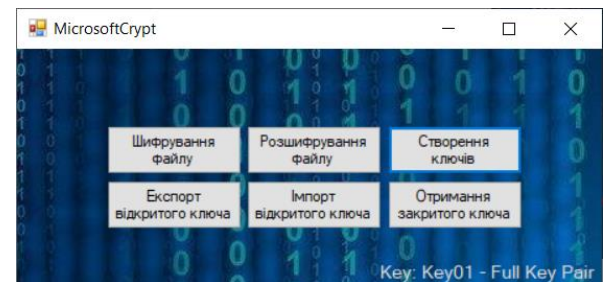 MicrosoftCrypt
Шифрування
файлу
Розшифрування
файлу
Створення
ключів
Експорт
відкритого ключа
Імпорт
відкритого ключа
Отримання
закритого ключа
Key: Key01 - Full Key Pair